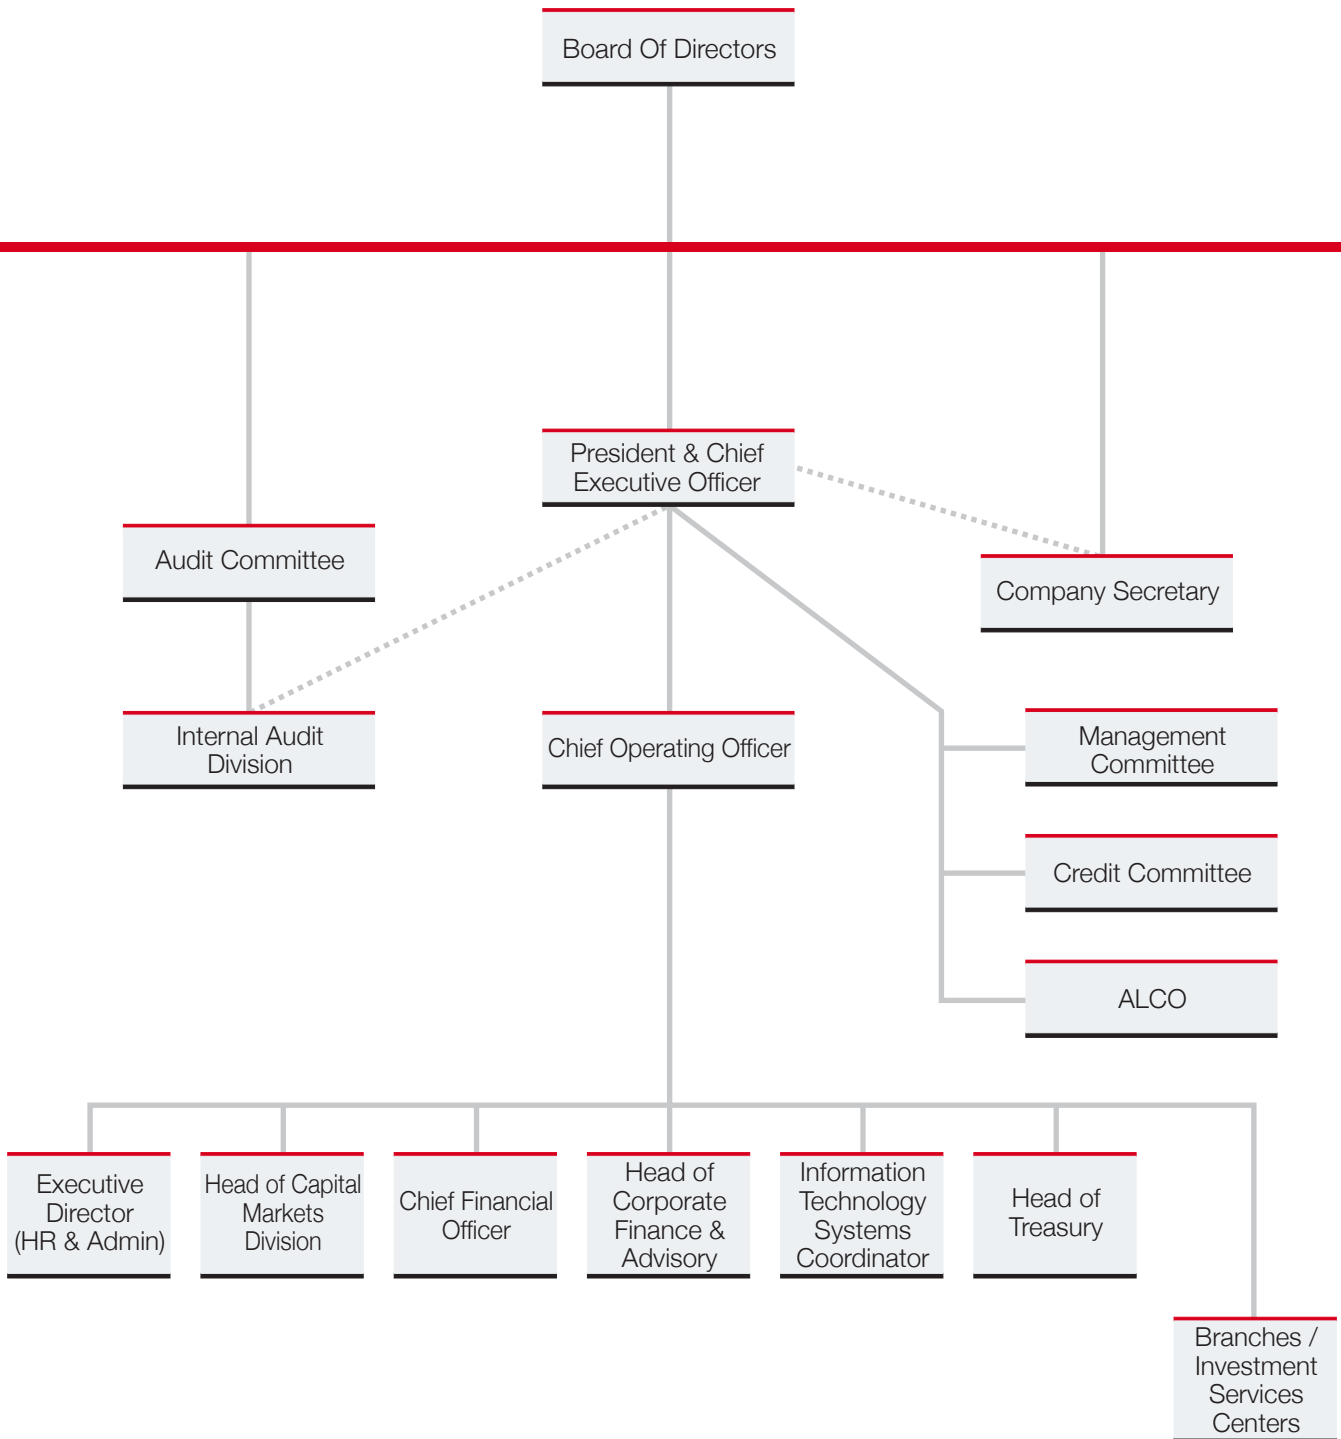 Board Of Directors
President & Chief
Executive Officer
Audit Committee
Company Secretary
Internal Audit
Division
Chief Operating Officer
Management
Committee
Credit Committee
ALCO
Executive
Director
(HR & Admin)
Head of Capital
Markets
Division
Chief Financial
Officer
Head of
Corporate
Finance &
Advisory
Information
Technology
Systems
Coordinator
Head of
Treasury
Branches /
Investment
Services
Centers